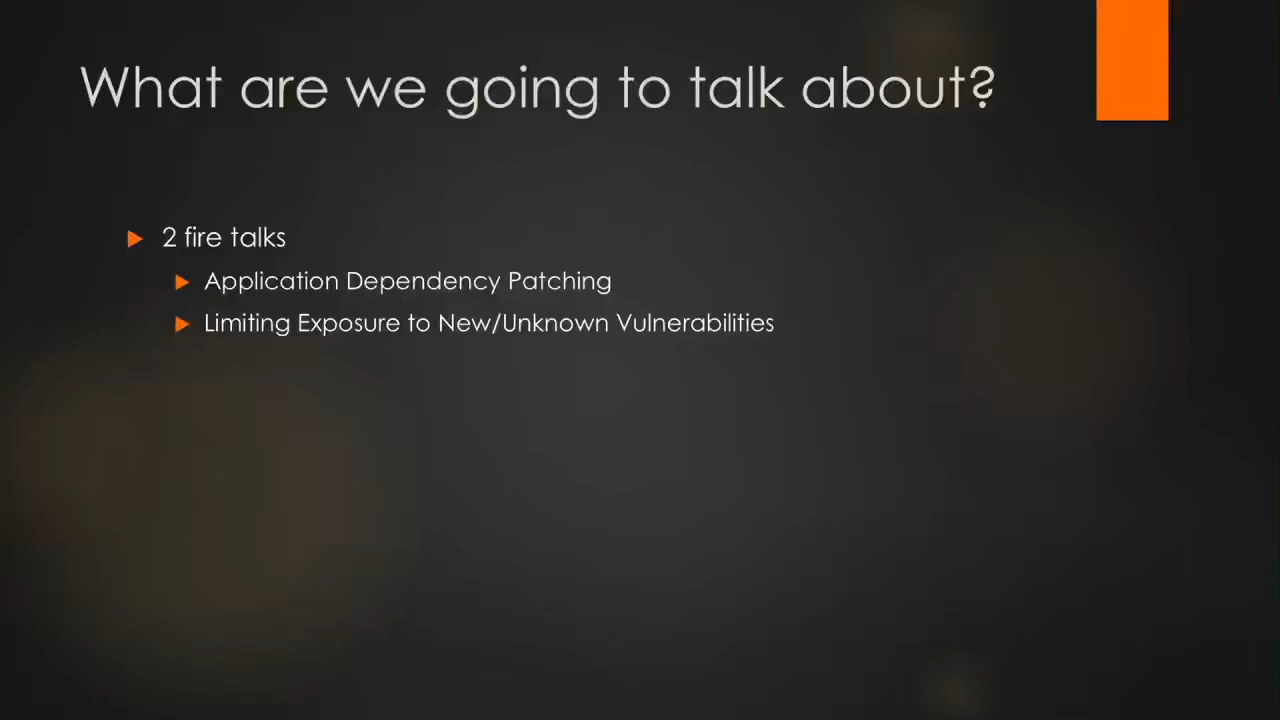 What are we going to talk about?
2 fire talks
Application Dependency Patching
Limiting Exposure to New/Unknown Vulnerabilities